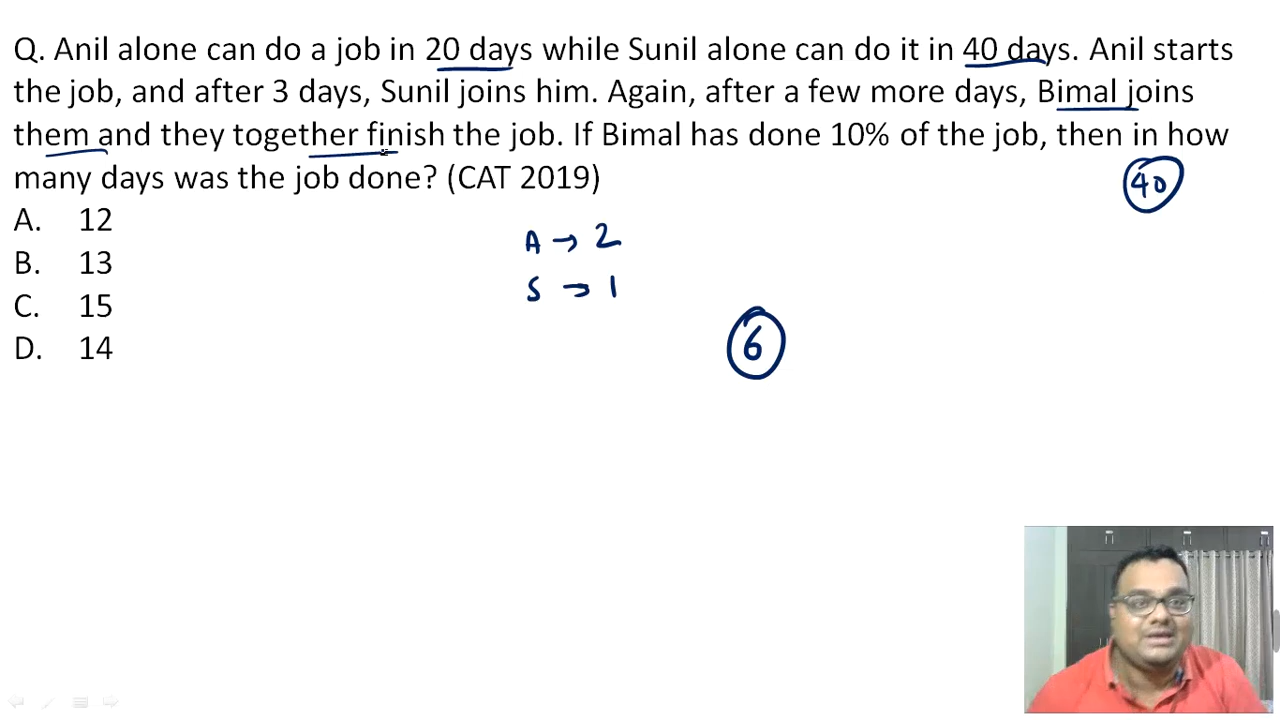 Q. Anil alone can do a job in 20 days while Sunil alone can do it in 40 days. Anil starts
the job, and after 3 days, Sunil joins him. Again, after a few more days, Bimal joins
them and they together finish the job. If Bimal has done 10% of the job, then in how
many days was the job done? (CAT 2019)
40
A. 12
B. 13
C. 15
D. 14
A → 2
S → 1
6